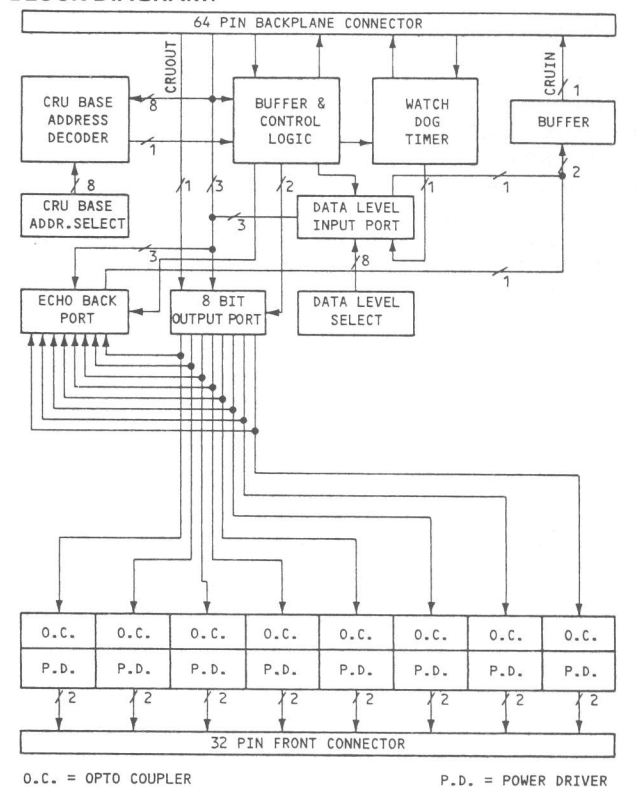 64 PIN BACKPLANE CONNECTOR
CRUOUT
CRUIN
1
CRU BASE
ADDRESS
DECODER
8
1
BUFFER &
CONTROL
LOGIC
WATCH
DOG
TIMER
BUFFER
2
8
CRU BASE
ADDR.SELECT
1
3
2
1
1
DATA LEVEL
INPUT PORT
3
3
8
1
ECHO BACK
PORT
8 BIT
OUTPUT PORT
DATA LEVEL
SELECT
O.C. O.C. O.C. O.C. O.C. O.C. O.C. O.C.
P.D. P.D. P.D. P.D. P.D. P.D. P.D. P.D.
2 2 2 2 2 2 2 2
32 PIN FRONT CONNECTOR
O.C. = OPTO COUPLER
P.D. = POWER DRIVER